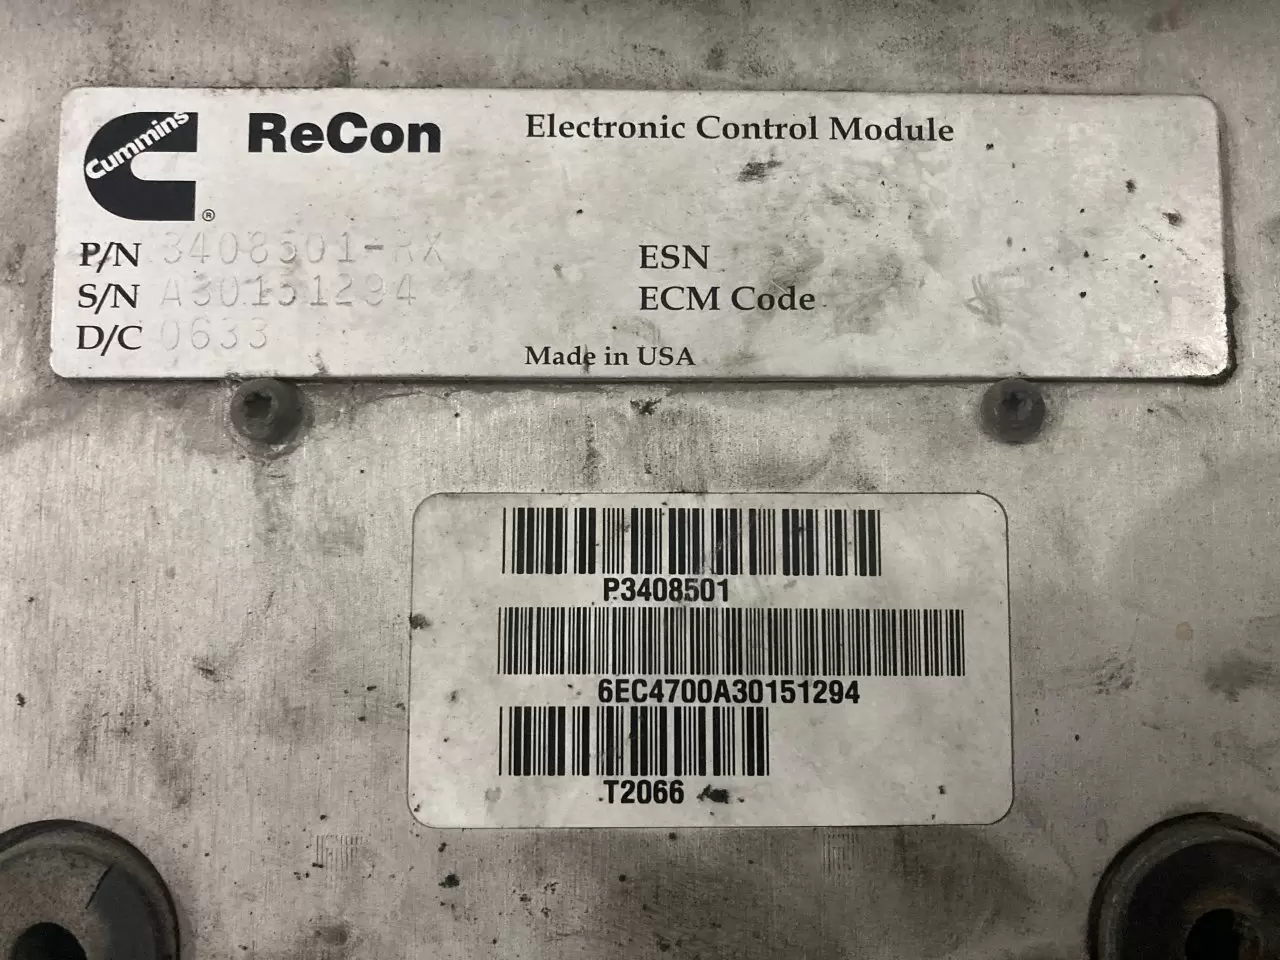 Cummins
®
ReCon
Electronic Control Module
P/N 3408501-RX
S/N A30151294
D/C 0633
ESN
ECM Code
Made in USA
P3408501
6EC4700A30151294
T2066